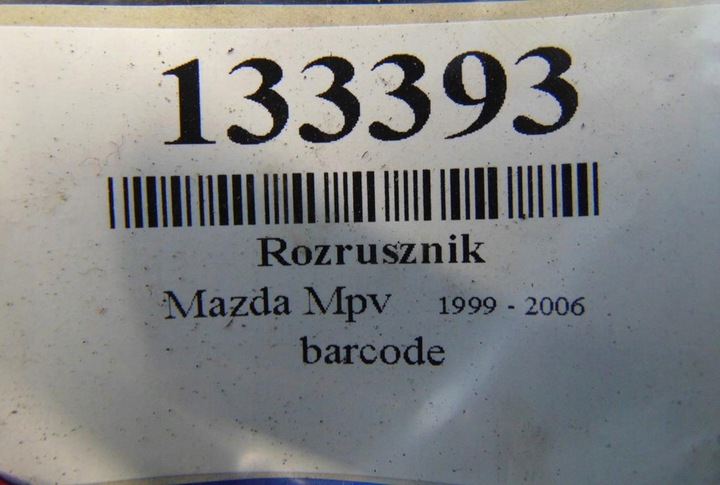 133393
Rozrusznik
Mazda Mpv 1999 - 2006
barcode